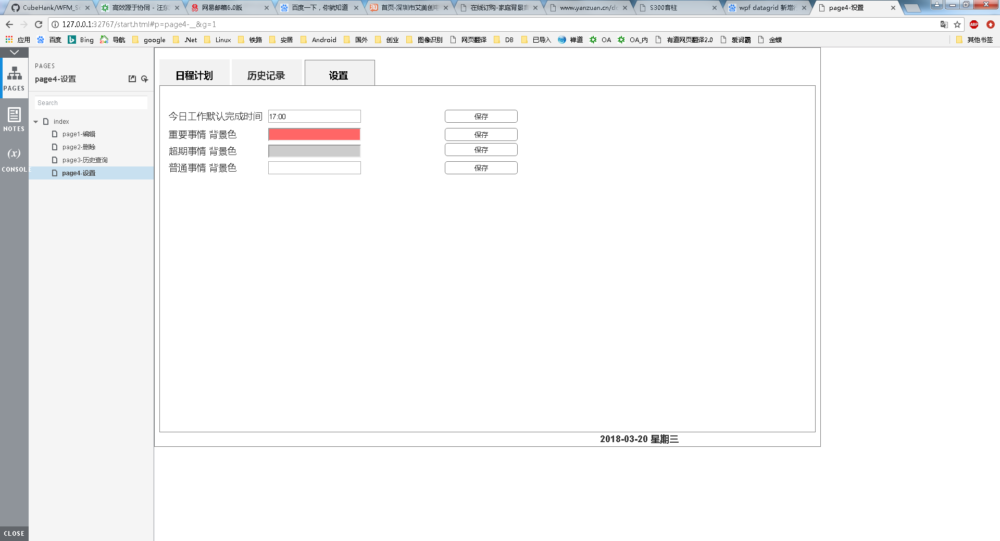 CubeHank/WFM_Sc
高效源于协同 - 汪东
网易邮箱6.0版
百度一下，你就知道
首页-深圳市艾美创电
在线订购-家庭背景音
www.yanzuan.cn/do
S300音柱
wpf datagrid 新增行
page4-设置
127.0.0.1:32767/start.html#p=page4-__&g=1
ABP
应用
百度
Bing
导航
google
.Net
Linux
铁路
安居
Android
国外
创业
图像识别
网页翻译
DB
已导入
禅道
OA
OA_内
有道网页翻译2.0
爱词霸
金蝶
其他书签
PAGES
NOTES
(x)
CONSOLE
CLOSE
PAGES
page4-设置
Search
index
page1-编辑
page2-删除
page3-历史查询
page4-设置
日程计划
历史记录
设置
今日工作默认完成时间 17:00 保存
重要事情 背景色 保存
超期事情 背景色 保存
普通事情 背景色 保存
2018-03-20 星期三